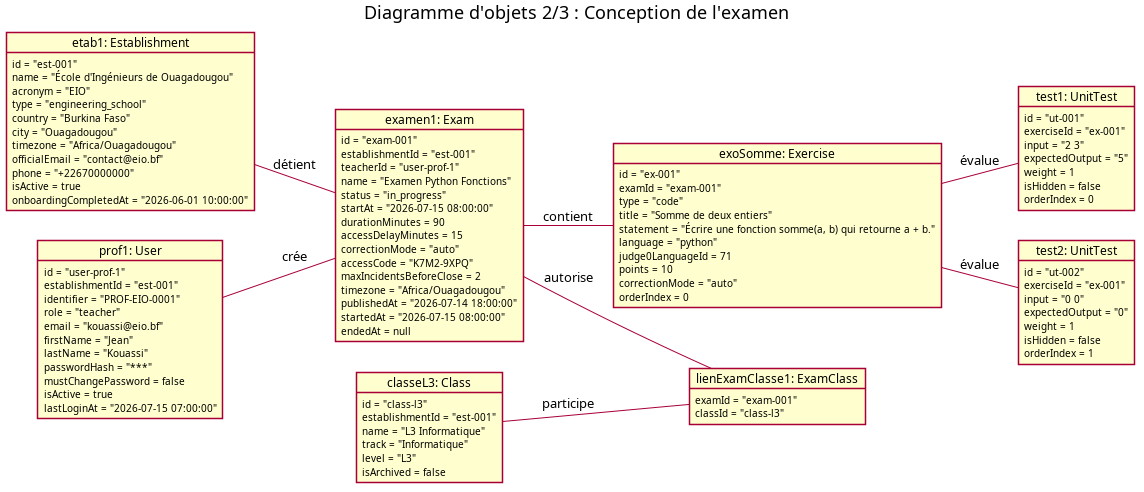 Diagramme d'objets 2/3 : Conception de l'examen
etab1: Establishment
id = "est-001"
name = "École d'Ingénieurs de Ouagadougou"
acronym = "EIO"
type = "engineering_school"
country = "Burkina Faso"
city = "Ouagadougou"
timezone = "Africa/Ouagadougou"
officialEmail = "contact@eio.bf"
phone = "+22670000000"
isActive = true
onboardingCompletedAt = "2026-06-01 10:00:00"
détient
prof1: User
id = "user-prof-1"
establishmentId = "est-001"
identifier = "PROF-EIO-0001"
role = "teacher"
email = "kouassi@eio.bf"
firstName = "Jean"
lastName = "Kouassi"
passwordHash = "***"
mustChangePassword = false
isActive = true
lastLoginAt = "2026-07-15 07:00:00"
crée
examen1: Exam
id = "exam-001"
establishmentId = "est-001"
teacherId = "user-prof-1"
name = "Examen Python Fonctions"
status = "in_progress"
startAt = "2026-07-15 08:00:00"
durationMinutes = 90
accessDelayMinutes = 15
correctionMode = "auto"
accessCode = "K7M2-9XPQ"
maxIncidentsBeforeClose = 2
timezone = "Africa/Ouagadougou"
publishedAt = "2026-07-14 18:00:00"
startedAt = "2026-07-15 08:00:00"
endedAt = null
contient
autorise
classeL3: Class
id = "class-l3"
establishmentId = "est-001"
name = "L3 Informatique"
track = "Informatique"
level = "L3"
isArchived = false
participe
exoSomme: Exercise
id = "ex-001"
examId = "exam-001"
type = "code"
title = "Somme de deux entiers"
statement = "Écrire une fonction somme(a, b) qui retourne a + b."
language = "python"
judge0LanguageId = 71
points = 10
correctionMode = "auto"
orderIndex = 0
lienExamClasse1: ExamClass
examId = "exam-001"
classId = "class-l3"
évalue
test1: UnitTest
id = "ut-001"
exerciseId = "ex-001"
input = "2 3"
expectedOutput = "5"
weight = 1
isHidden = false
orderIndex = 0
évalue
test2: UnitTest
id = "ut-002"
exerciseId = "ex-001"
input = "0 0"
expectedOutput = "0"
weight = 1
isHidden = false
orderIndex = 1